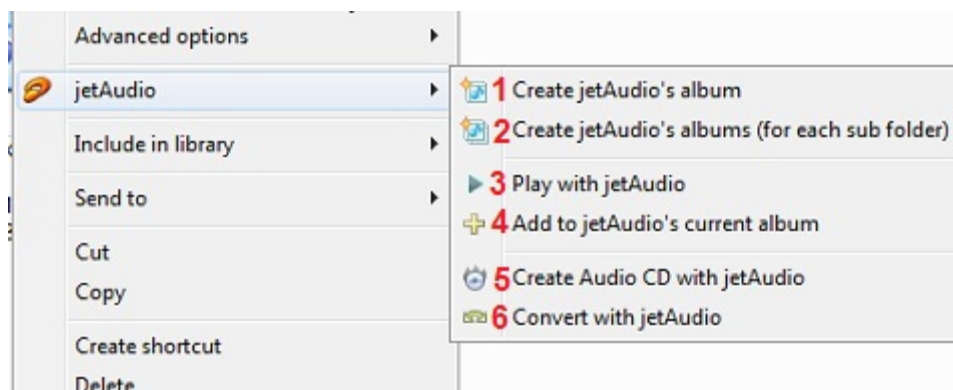 Advanced options
jetAudio
Include in library
Send to
Cut
Copy
Create shortcut
Delete
1 Create jetAudio's album
2 Create jetAudio's albums (for each sub folder)
3 Play with jetAudio
4 Add to jetAudio's current album
5 Create Audio CD with jetAudio
6 Convert with jetAudio